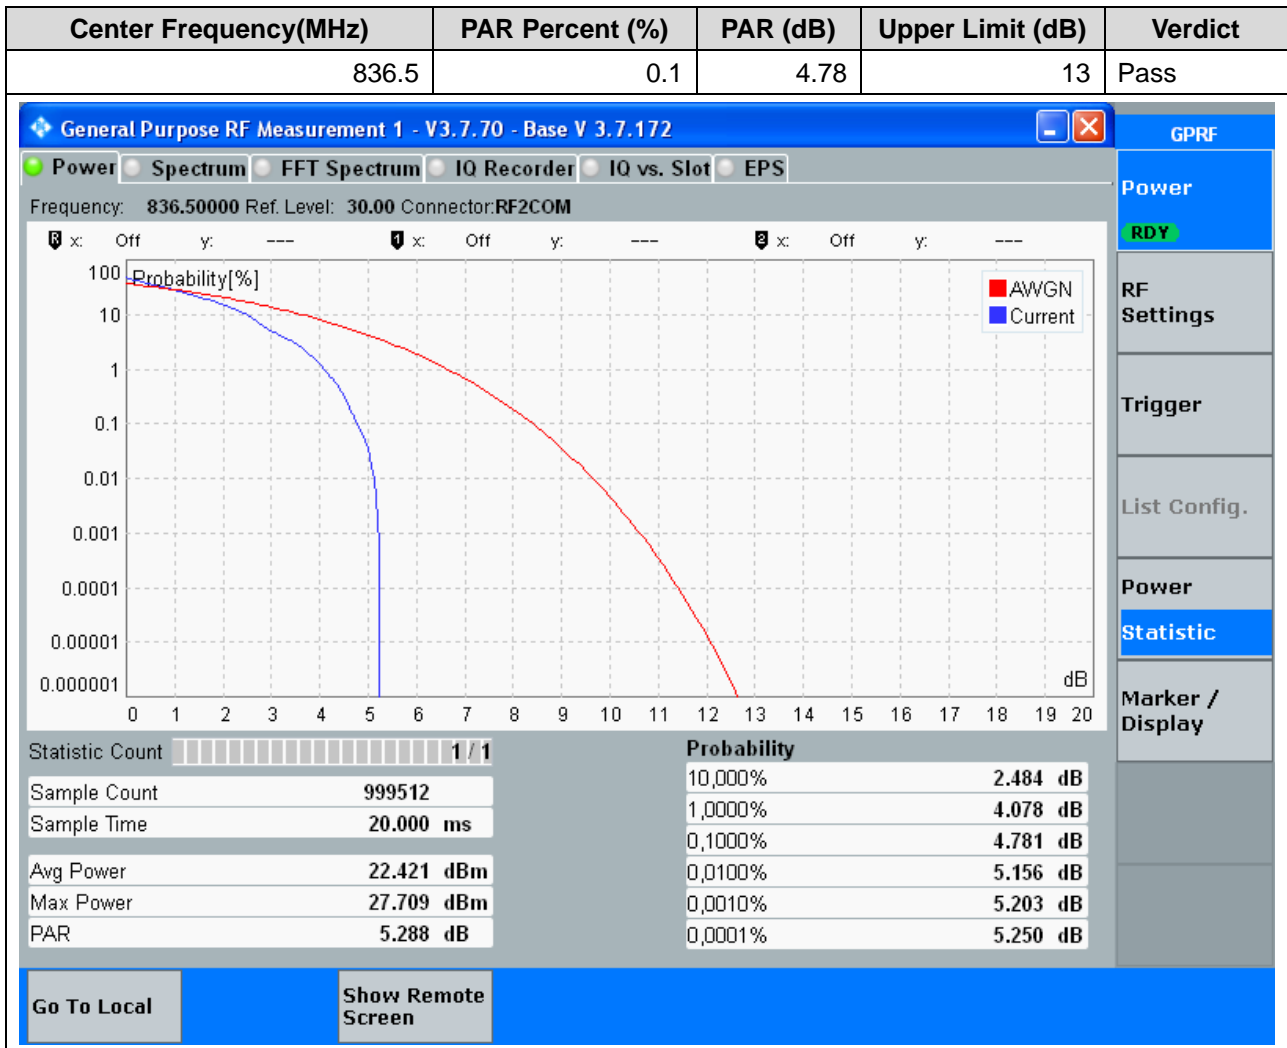 Center Frequency(MHz) PAR Percent (%) PAR (dB) Upper Limit (dB) Verdict
836.5 0.1 4.78 13 Pass
General Purpose RF Measurement 1 - V3.7.70 - Base V 3.7.172
GPRF
Power Spectrum FFT Spectrum IQ Recorder IQ vs. Slot EPS
Power
RDY
Frequency: 836.50000 Ref. Level: 30.00 Connector:RF2COM
R x: Off y: --- 1 x: Off y: --- 2 x: Off y: ---
Probability[%]
AWGN
Current
100
10
1
0.1
0.01
0.001
0.0001
0.00001
0.000001
dB
0 1 2 3 4 5 6 7 8 9 10 11 12 13 14 15 16 17 18 19 20
RF
Settings
Trigger
List Config.
Power
Statistic
Marker /
Display
Statistic Count 1 / 1
Sample Count 999512
Sample Time 20.000 ms
Avg Power 22.421 dBm
Max Power 27.709 dBm
PAR 5.288 dB
Probability
10,000% 2.484 dB
1,0000% 4.078 dB
0,1000% 4.781 dB
0,0100% 5.156 dB
0,0010% 5.203 dB
0,0001% 5.250 dB
Go To Local
Show Remote
Screen